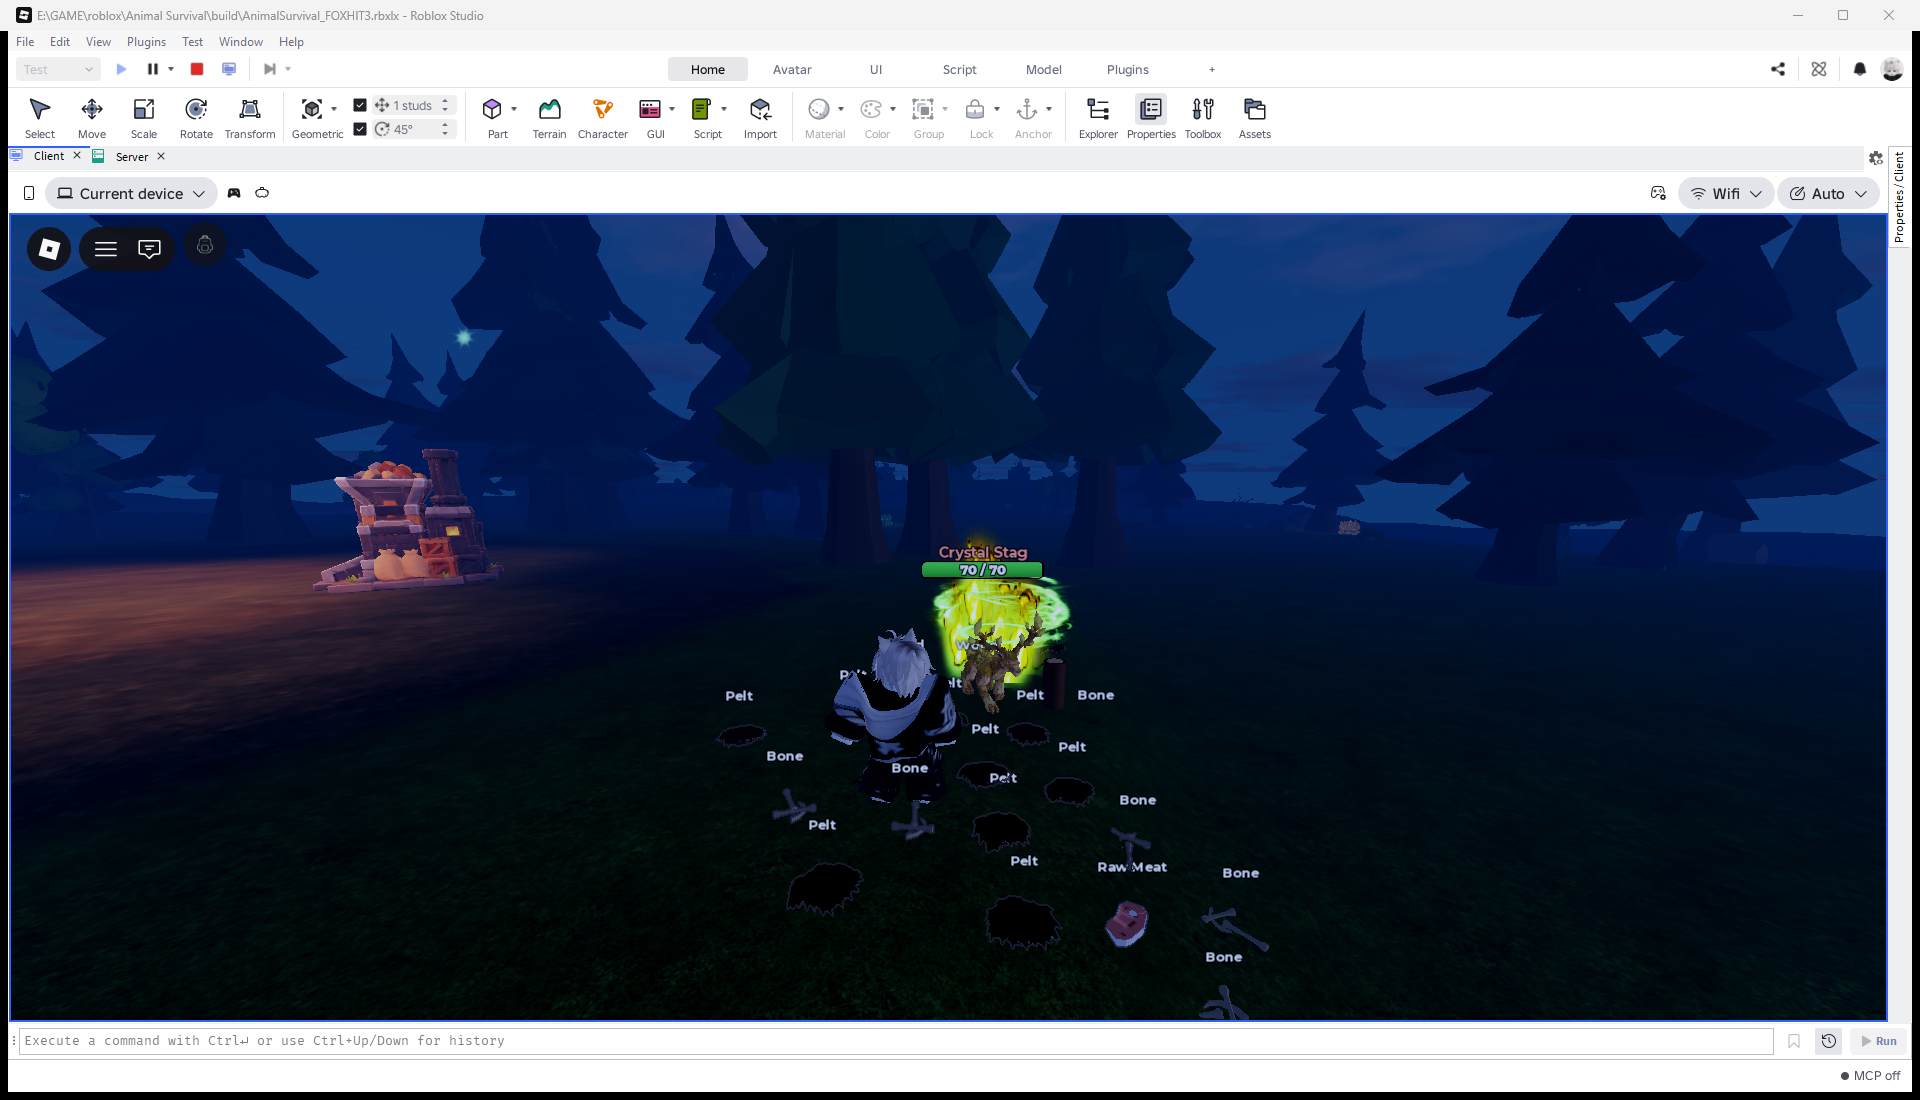 E:\GAME\roblox\Animal Survival\build\AnimalSurvival_FOXHIT3.rbxlx - Roblox Studio
File Edit View Plugins Test Window Help
Test Home Avatar UI Script Model Plugins +
1 studs
45°
Select Move Scale Rotate Transform Geometric Part Terrain Character GUI Script Import Material Color Group Lock Anchor Explorer Properties Toolbox Assets
Client Server
Properties / Client
Current device Wifi Auto
Crystal Stag
70 / 70
Pelt
Pelt Bone
Pelt
Pelt
Bone
Bone
Pelt
Bone
Pelt
Pelt
Raw Meat
Bone
Bone
Execute a command with Ctrl↵ or use Ctrl+Up/Down for history
Run
MCP off